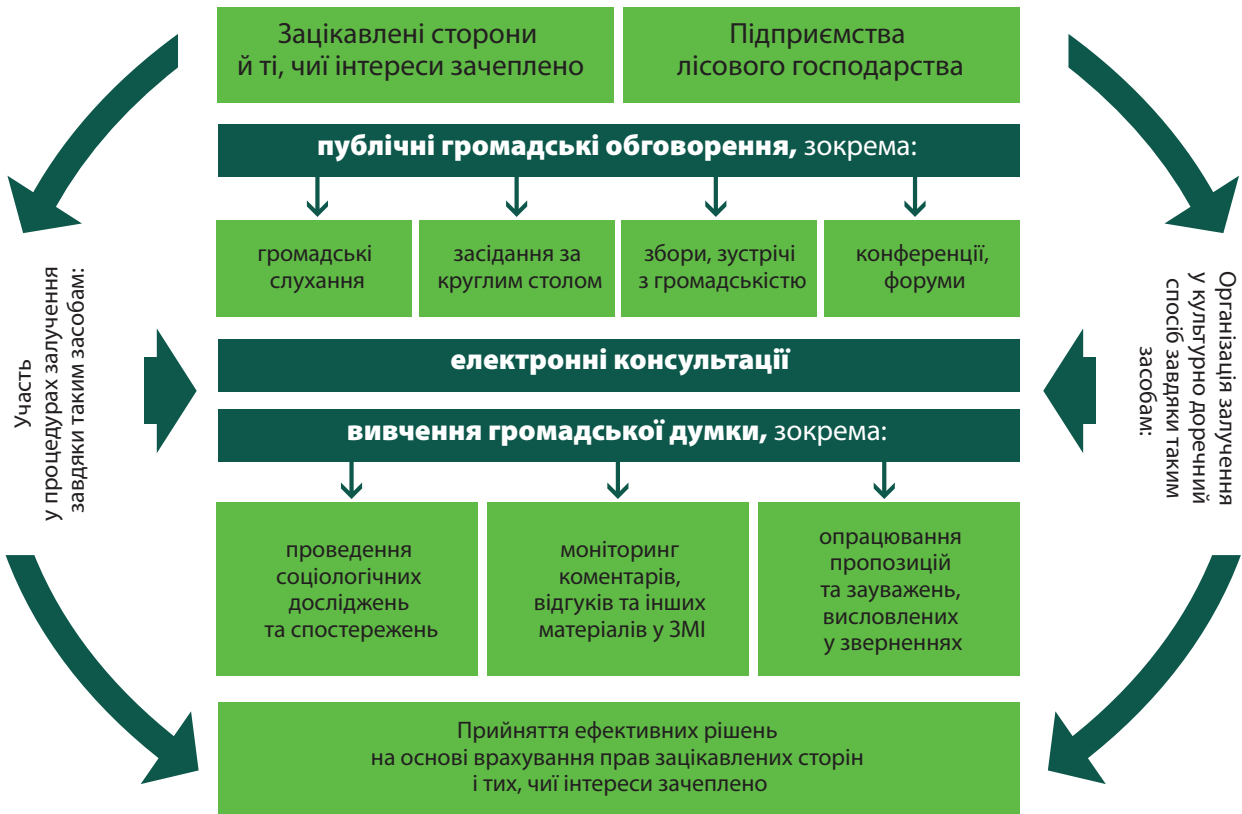 Зацікавлені сторони
й ті, чиї інтереси зачеплено
Підприємства
лісового господарства
публічні громадські обговорення, зокрема:
громадські
слухання
засідання за
круглим столом
збори, зустрічі
з громадськістю
конференції,
форуми
Участь
у процедурах залучення
завдяки таким засобам:
Організація залучення
у культурно доречний
спосіб завдяки таким
засобам:
електронні консультації
вивчення громадської думки, зокрема:
проведення
соціологічних
досліджень
та спостережень
моніторинг
коментарів,
відгуків та інших
матеріалів у ЗМІ
опрацювання
пропозицій
та зауважень,
висловлених
у зверненнях
Прийняття ефективних рішень
на основі врахування прав зацікавлених сторін
і тих, чиї інтереси зачеплено